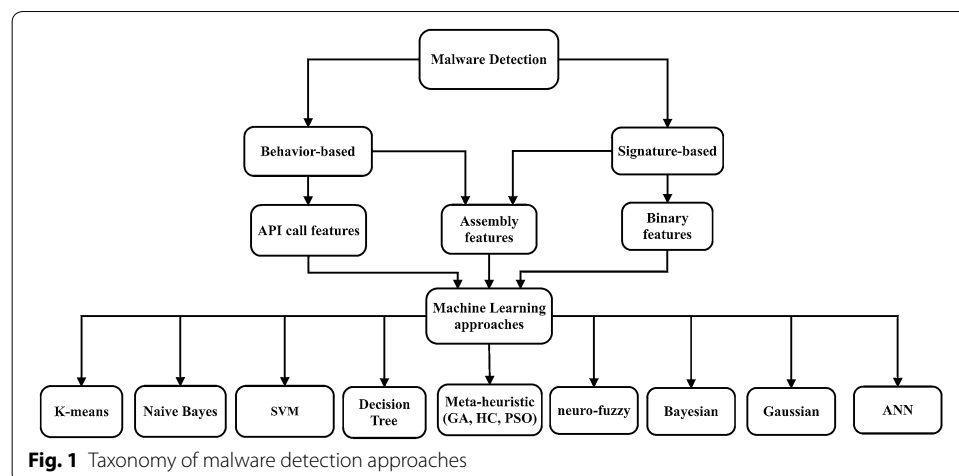 Malware Detection
Behavior-based
Signature-based
API call features
Assembly
features
Binary
features
Machine Learning
approaches
K-means
Naive Bayes
SVM
Decision
Tree
Meta-heuristic
(GA, HC, PSO)
neuro-fuzzy
Bayesian
Gaussian
ANN
Fig. 1 Taxonomy of malware detection approaches